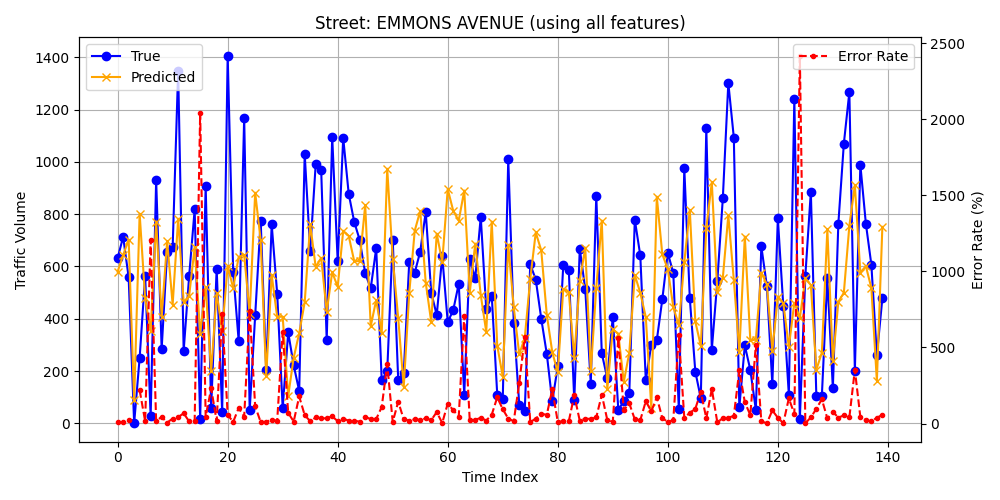 Street: EMMONS AVENUE (using all features)
True
Predicted
Error Rate
Traffic Volume
1400
1200
1000
800
600
400
200
0
2500
2000
1500
1000
500
0
Error Rate (%)
0 20 40 60 80 100 120 140
Time Index